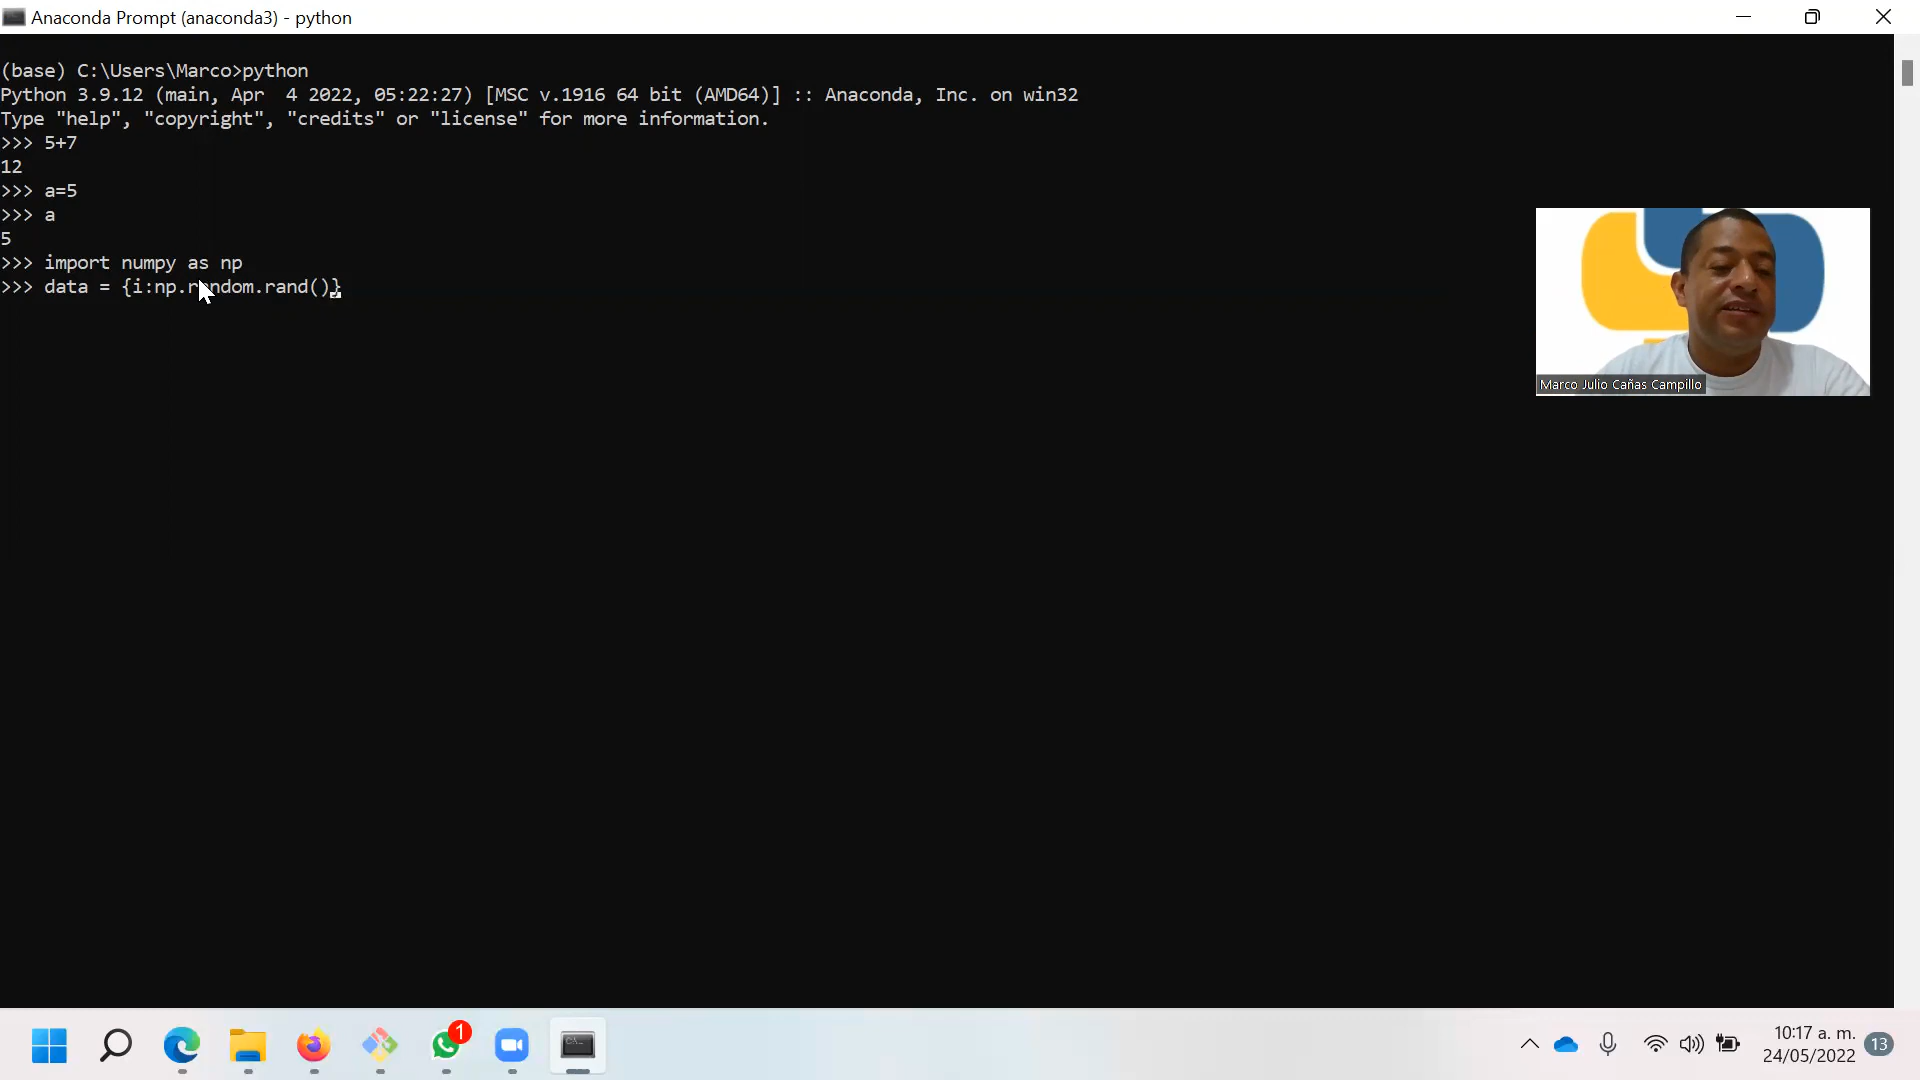 Anaconda Prompt (anaconda3) - python
(base) C:\Users\Marco>python
Python 3.9.12 (main, Apr  4 2022, 05:22:27) [MSC v.1916 64 bit (AMD64)] :: Anaconda, Inc. on win32
Type "help", "copyright", "credits" or "license" for more information.
>>> 5+7
12
>>> a=5
>>> a
5
>>> import numpy as np
>>> data = {i:np.random.rand()}
Marco Julio Cañas Campillo
1
10:17 a. m.
24/05/2022
13